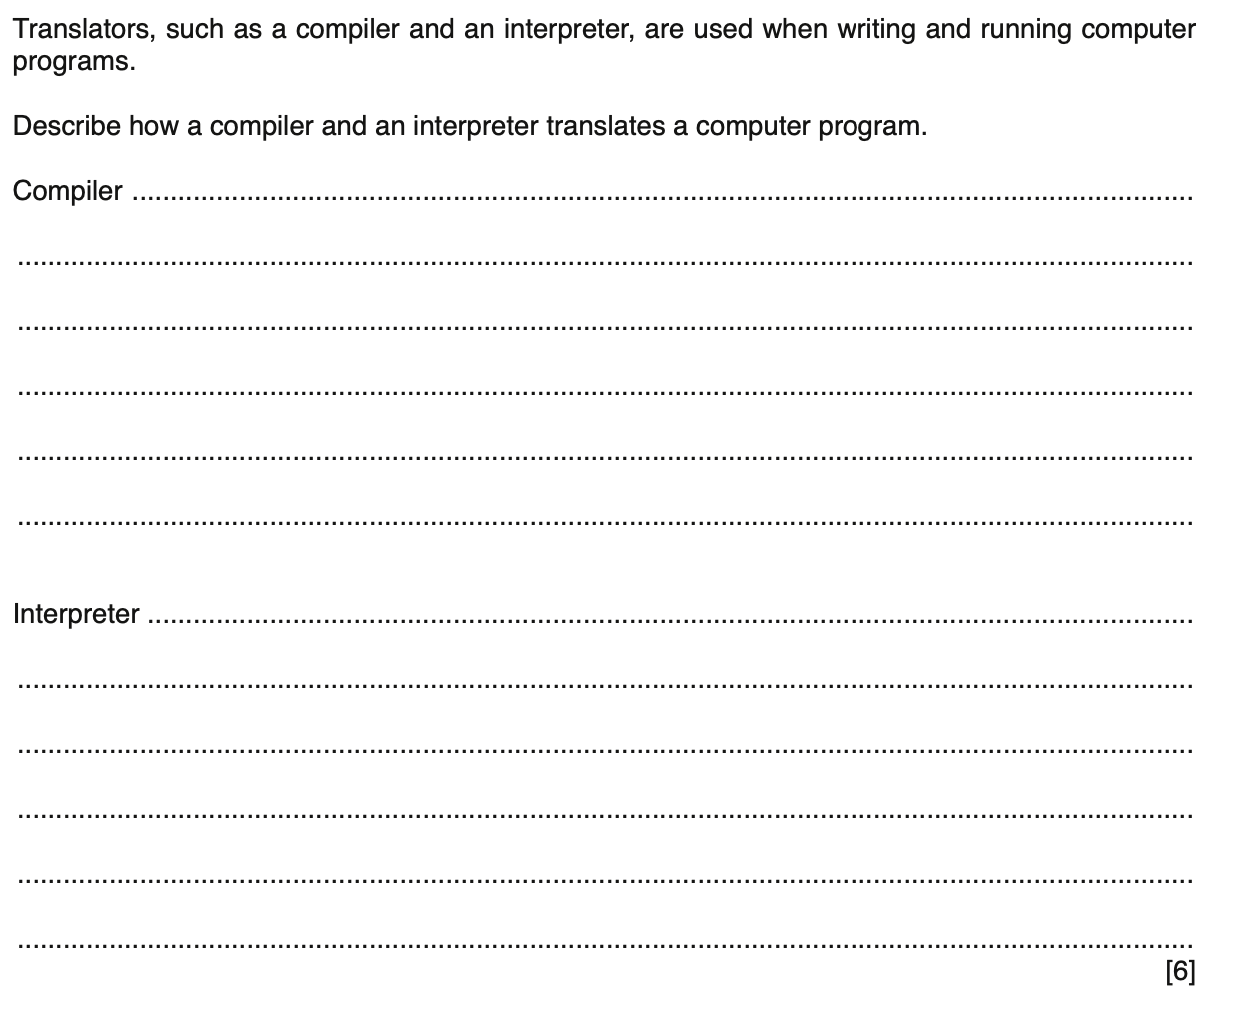 Translators, such as a compiler and an interpreter, are used when writing and running computer
programs.
Describe how a compiler and an interpreter translates a computer program.
Compiler ..........................................................................................................................................
..........................................................................................................................................................
..........................................................................................................................................................
..........................................................................................................................................................
..........................................................................................................................................................
..........................................................................................................................................................
Interpreter ........................................................................................................................................
..........................................................................................................................................................
..........................................................................................................................................................
..........................................................................................................................................................
..........................................................................................................................................................
..........................................................................................................................................................
[6]